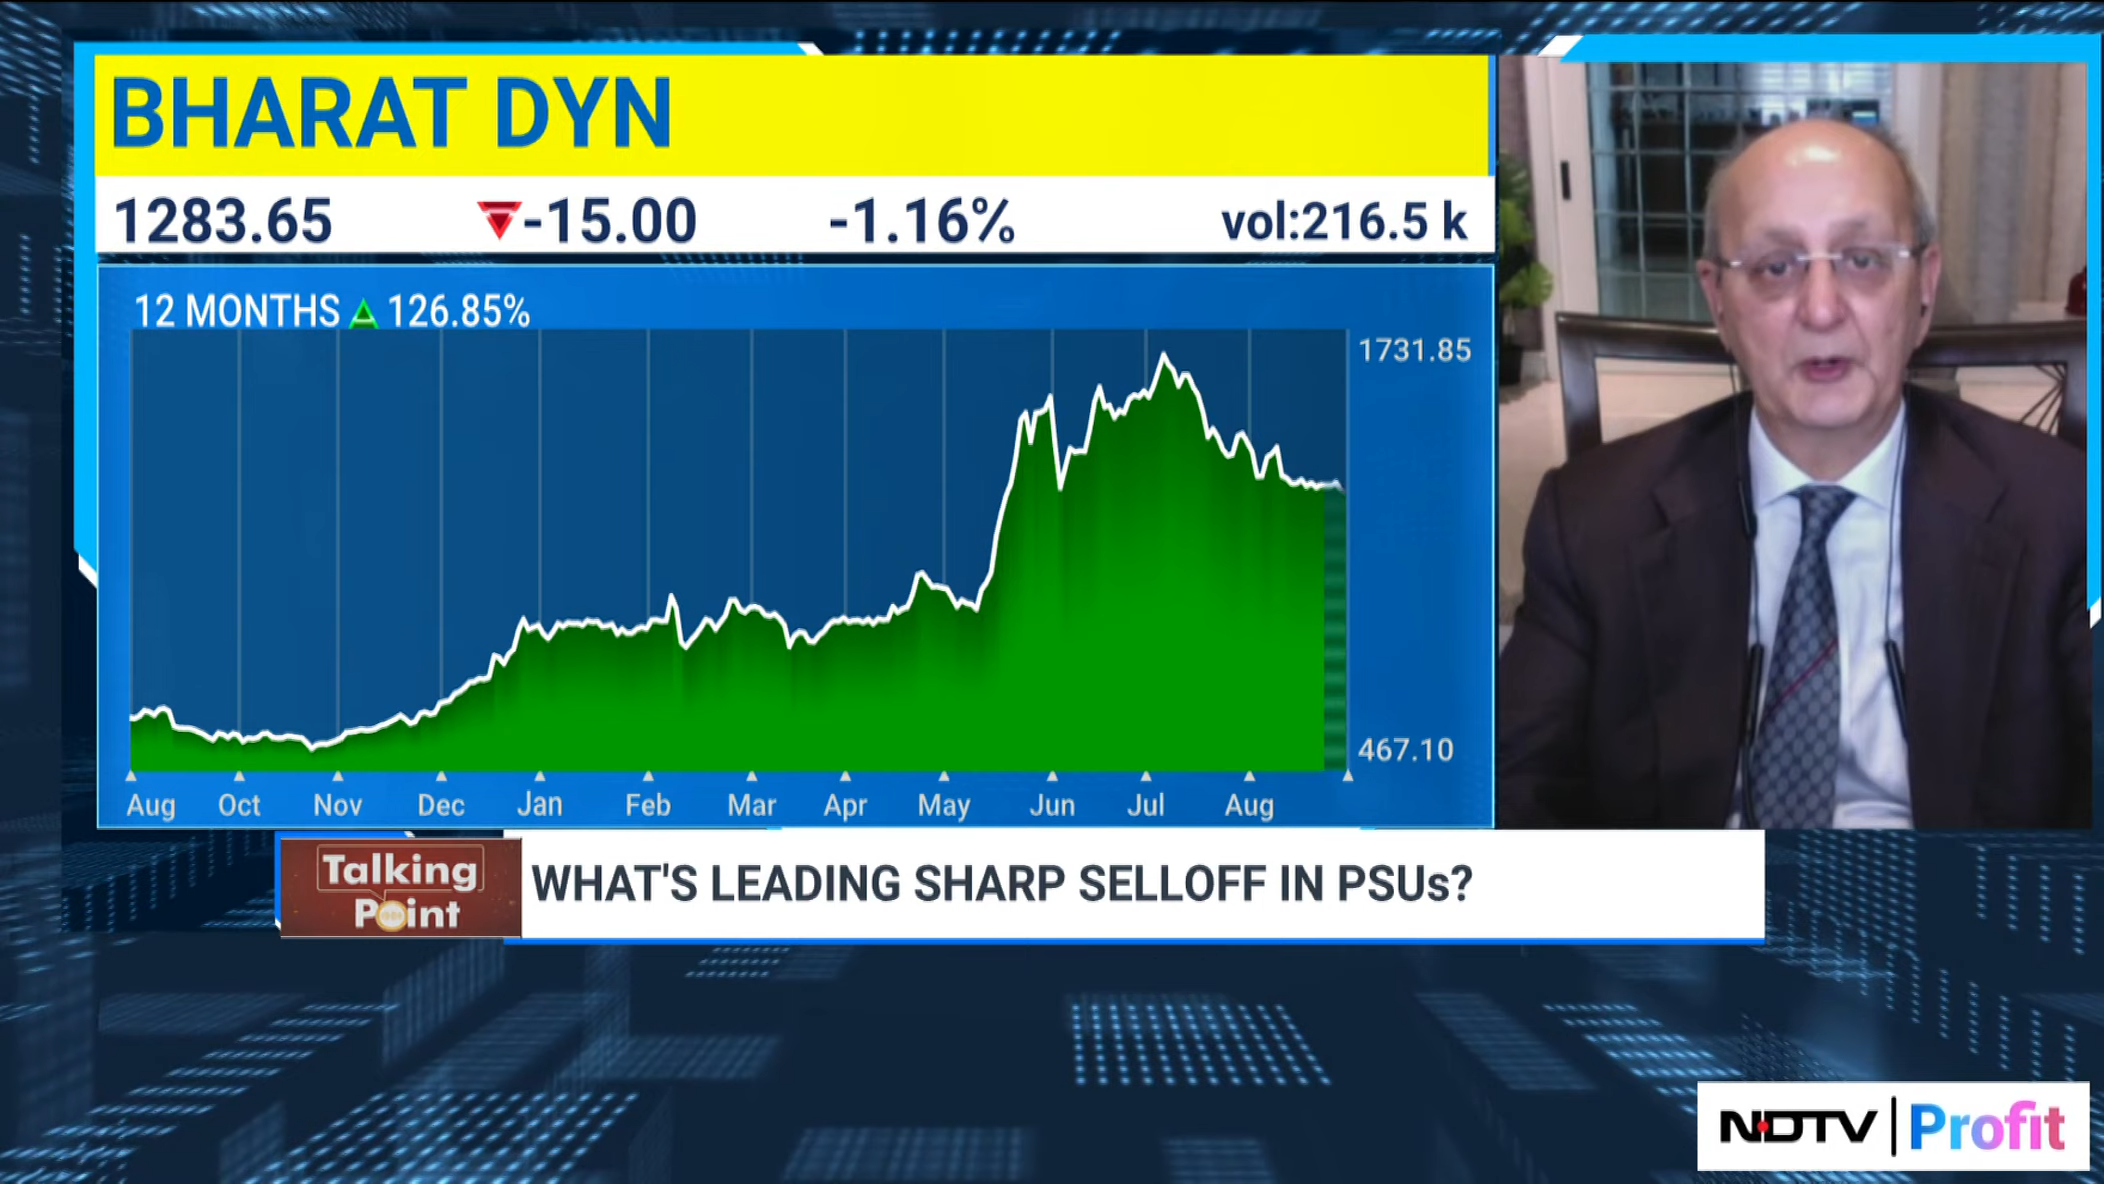 BHARAT DYN
1283.65 -15.00 -1.16% vol:216.5 k
12 MONTHS 126.85%
1731.85
467.10
Aug Oct Nov Dec Jan Feb Mar Apr May Jun Jul Aug
Talking
Point
WHAT'S LEADING SHARP SELLOFF IN PSUs?
NDTV Profit